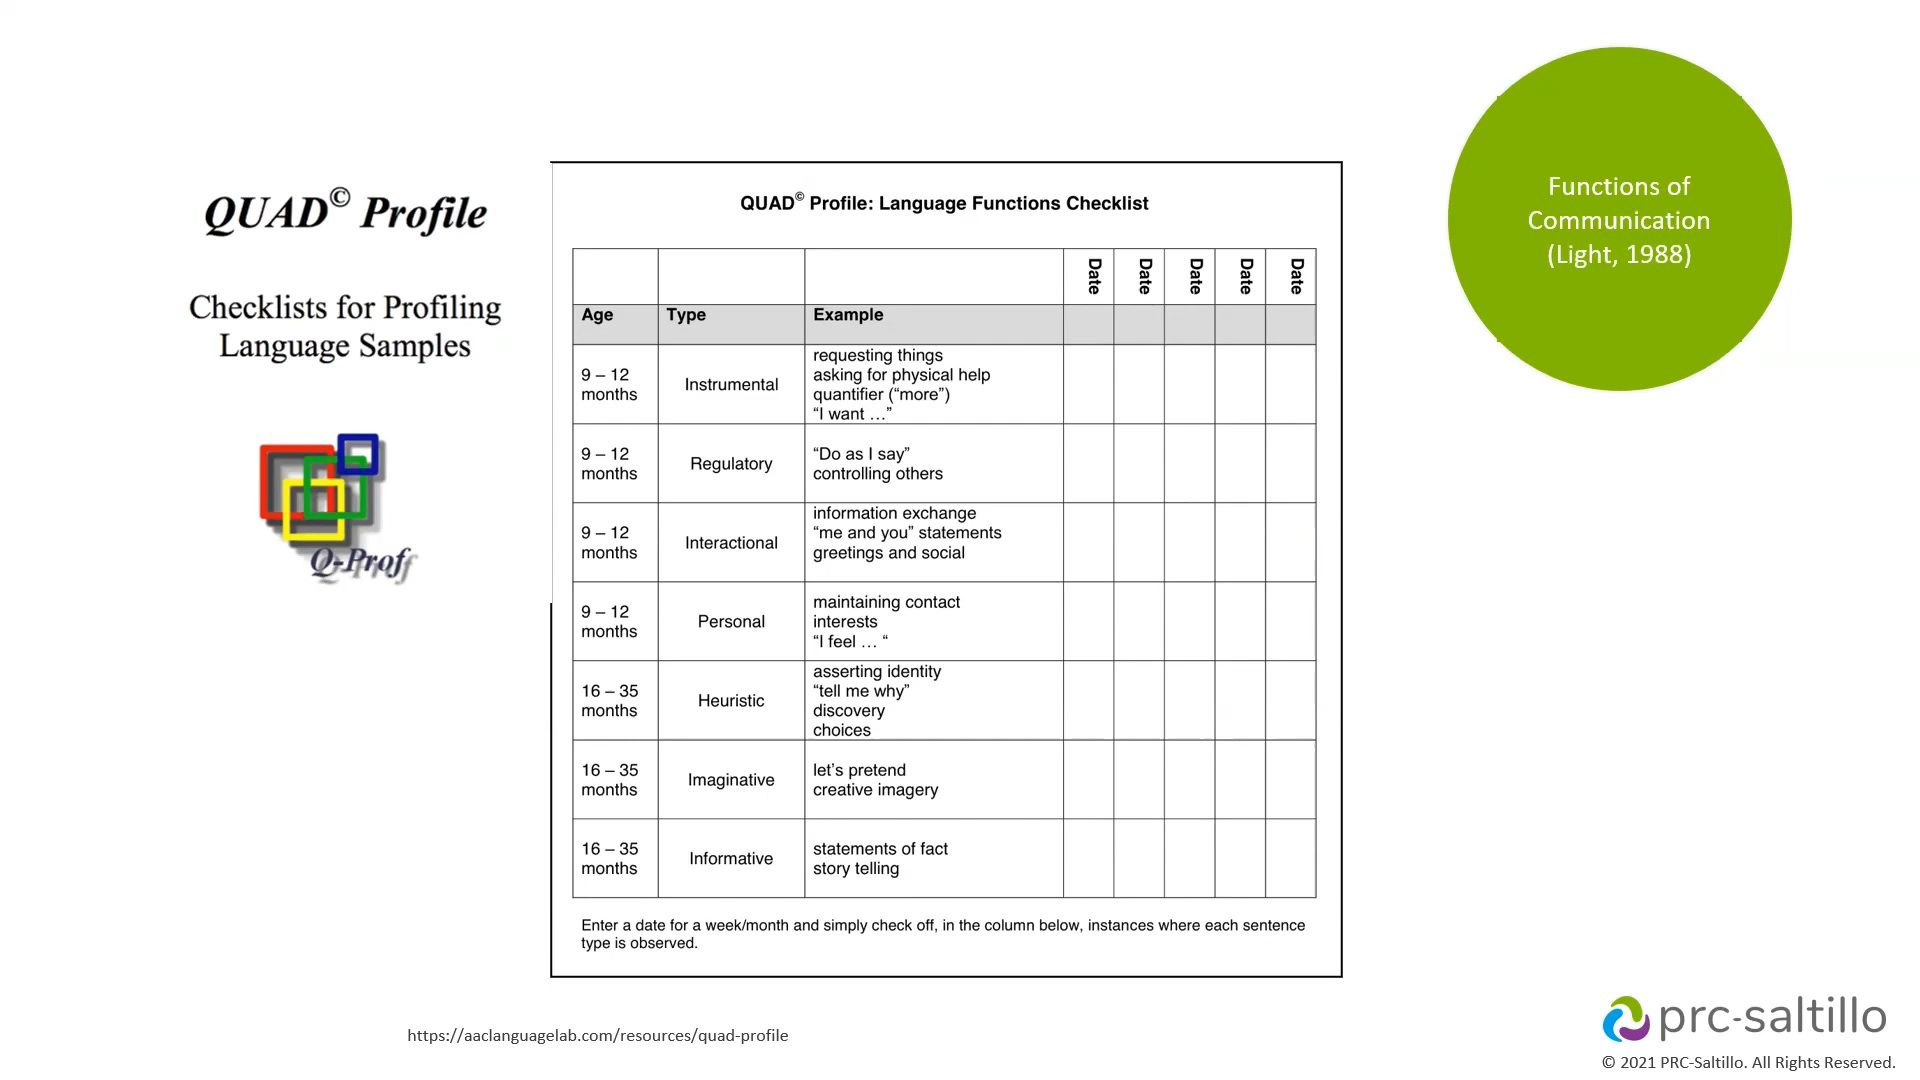 QUAD© Profile
Checklists for Profiling
Language Samples
Q-Prof
QUAD© Profile: Language Functions Checklist
Date Date Date Date Date
Age Type Example
9 – 12 months Instrumental requesting things
asking for physical help
quantifier (“more”)
“I want …”
9 – 12 months Regulatory “Do as I say”
controlling others
9 – 12 months Interactional information exchange
“me and you” statements
greetings and social
9 – 12 months Personal maintaining contact
interests
“I feel … “
16 – 35 months Heuristic asserting identity
“tell me why”
discovery
choices
16 – 35 months Imaginative let’s pretend
creative imagery
16 – 35 months Informative statements of fact
story telling
Enter a date for a week/month and simply check off, in the column below, instances where each sentence
type is observed.
Functions of
Communication
(Light, 1988)
https://aaclanguagelab.com/resources/quad-profile
prc-saltillo
© 2021 PRC-Saltillo. All Rights Reserved.